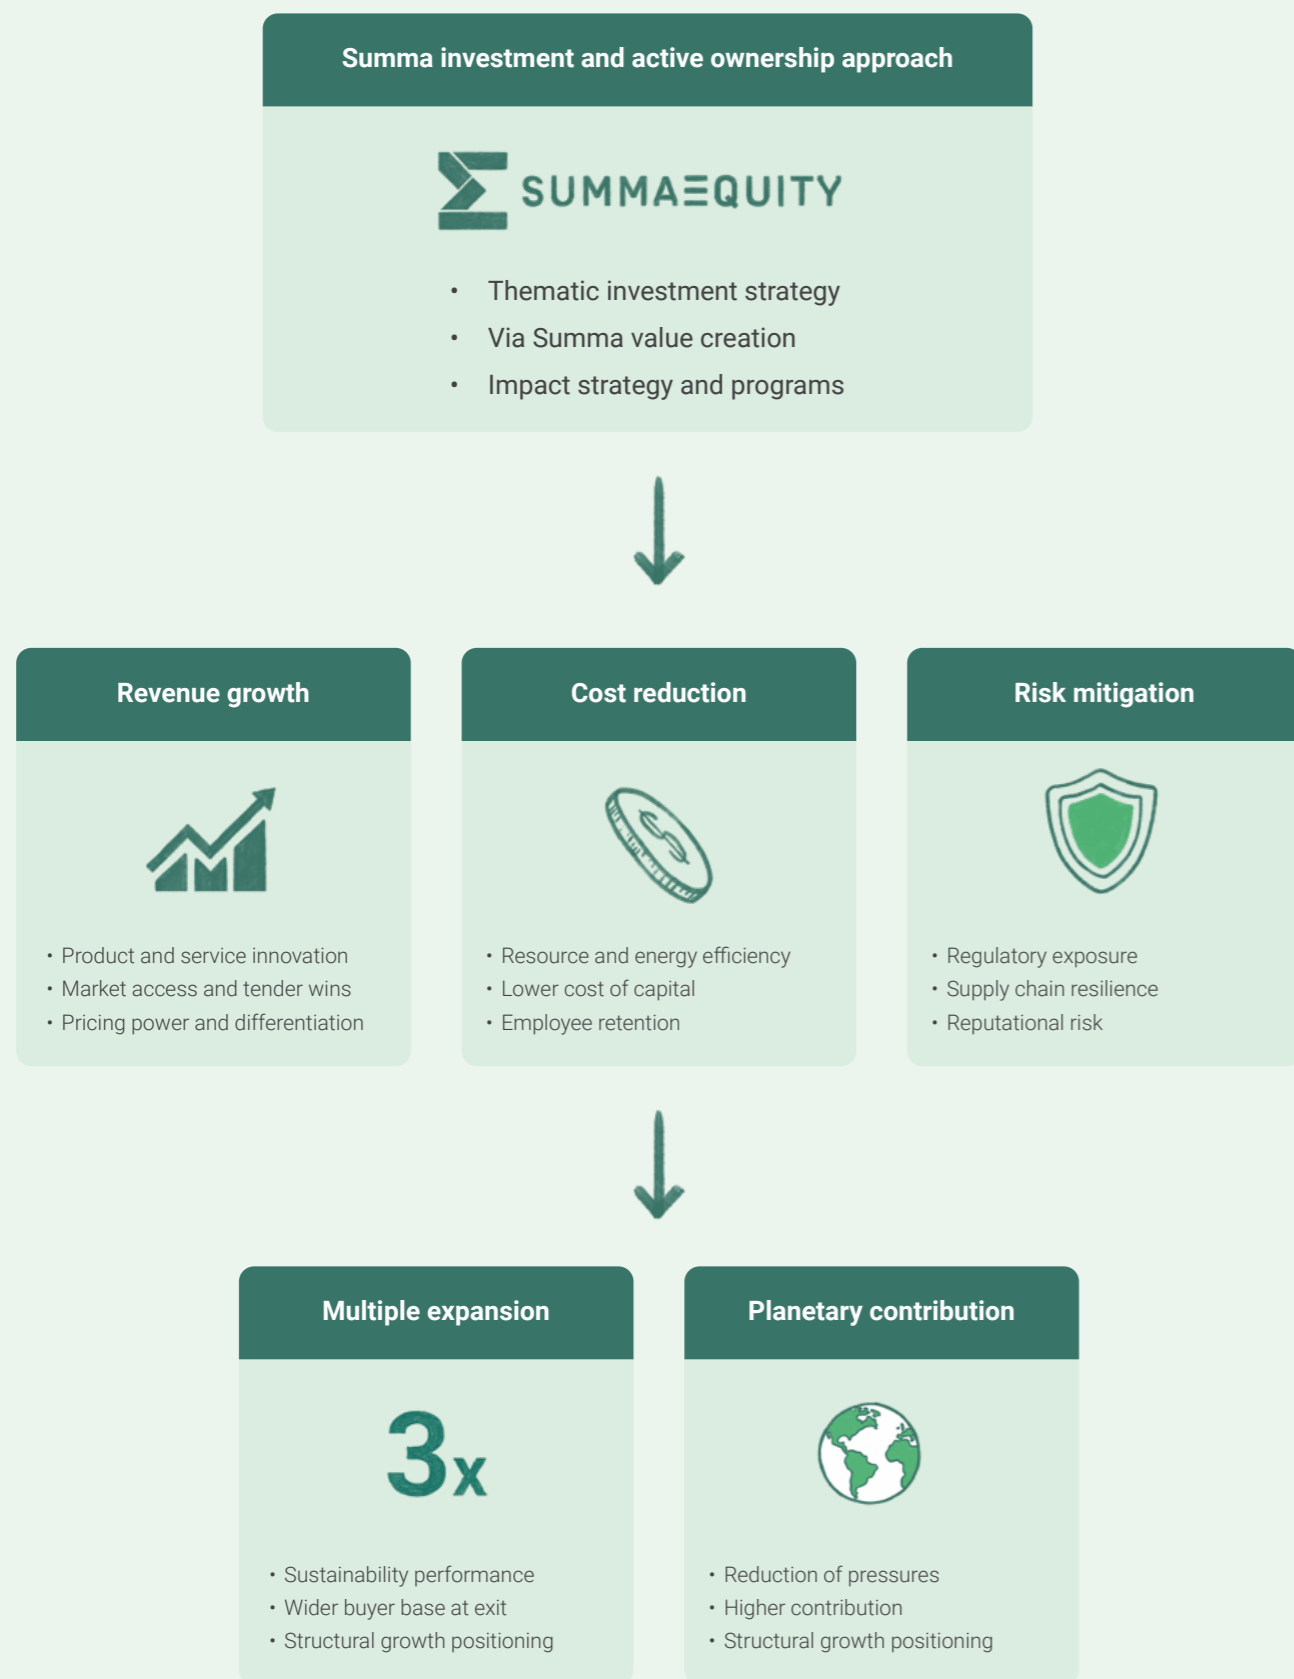 Summa investment and active ownership approach
SUMMAEQUITY
• Thematic investment strategy
• Via Summa value creation
• Impact strategy and programs
Revenue growth
• Product and service innovation
• Market access and tender wins
• Pricing power and differentiation
Cost reduction
• Resource and energy efficiency
• Lower cost of capital
• Employee retention
Risk mitigation
• Regulatory exposure
• Supply chain resilience
• Reputational risk
Multiple expansion
3x
• Sustainability performance
• Wider buyer base at exit
• Structural growth positioning
Planetary contribution
• Reduction of pressures
• Higher contribution
• Structural growth positioning